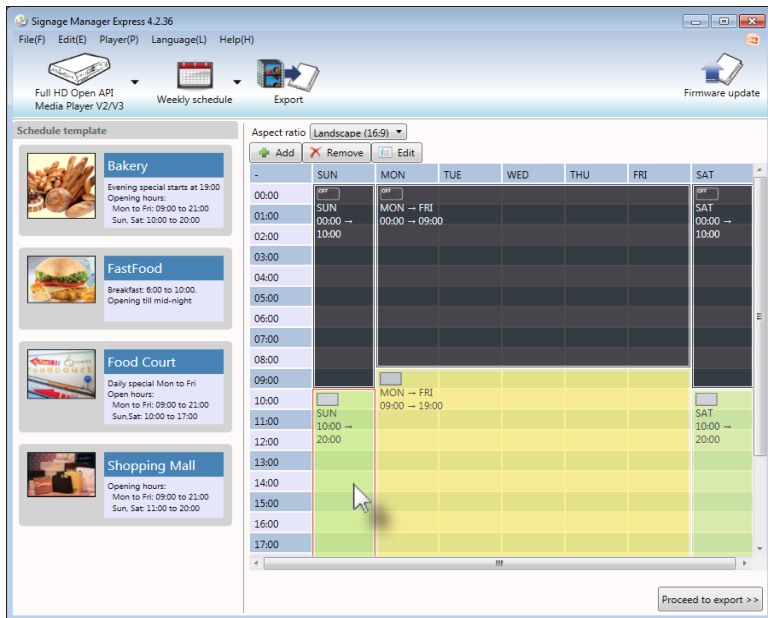 Signage Manager Express 4.2.36
File(F) Edit(E) Player(P) Language(L) Help(H)
Full HD Open API
Media Player V2/V3
Weekly schedule
Export
Firmware update
Schedule template
Bakery
Evening special starts at 19:00
Opening hours:
Mon to Fri: 09:00 to 21:00
Sun, Sat: 10:00 to 20:00
FastFood
Breakfast: 6:00 to 10:00.
Opening till mid-night
Food Court
Daily special Mon to Fri
Open hours:
Mon to Fri: 09:00 to 21:00
Sun,Sat: 10:00 to 17:00
Shopping Mall
Opening hours:
Mon to Fri: 09:00 to 21:00
Sun, Sat: 11:00 to 20:00
Aspect ratio Landscape (16:9)
Add Remove Edit
- SUN MON TUE WED THU FRI SAT
00:00 OFF OFF OFF
01:00 SUN MON → FRI SAT
00:00 → 00:00 → 09:00 00:00 →
02:00 10:00 10:00
03:00
04:00
05:00
06:00
07:00
08:00
09:00
MON → FRI
10:00 09:00 → 19:00
11:00 SUN SAT
10:00 → 10:00 →
12:00 20:00 20:00
13:00
14:00
15:00
16:00
17:00
Proceed to export >>